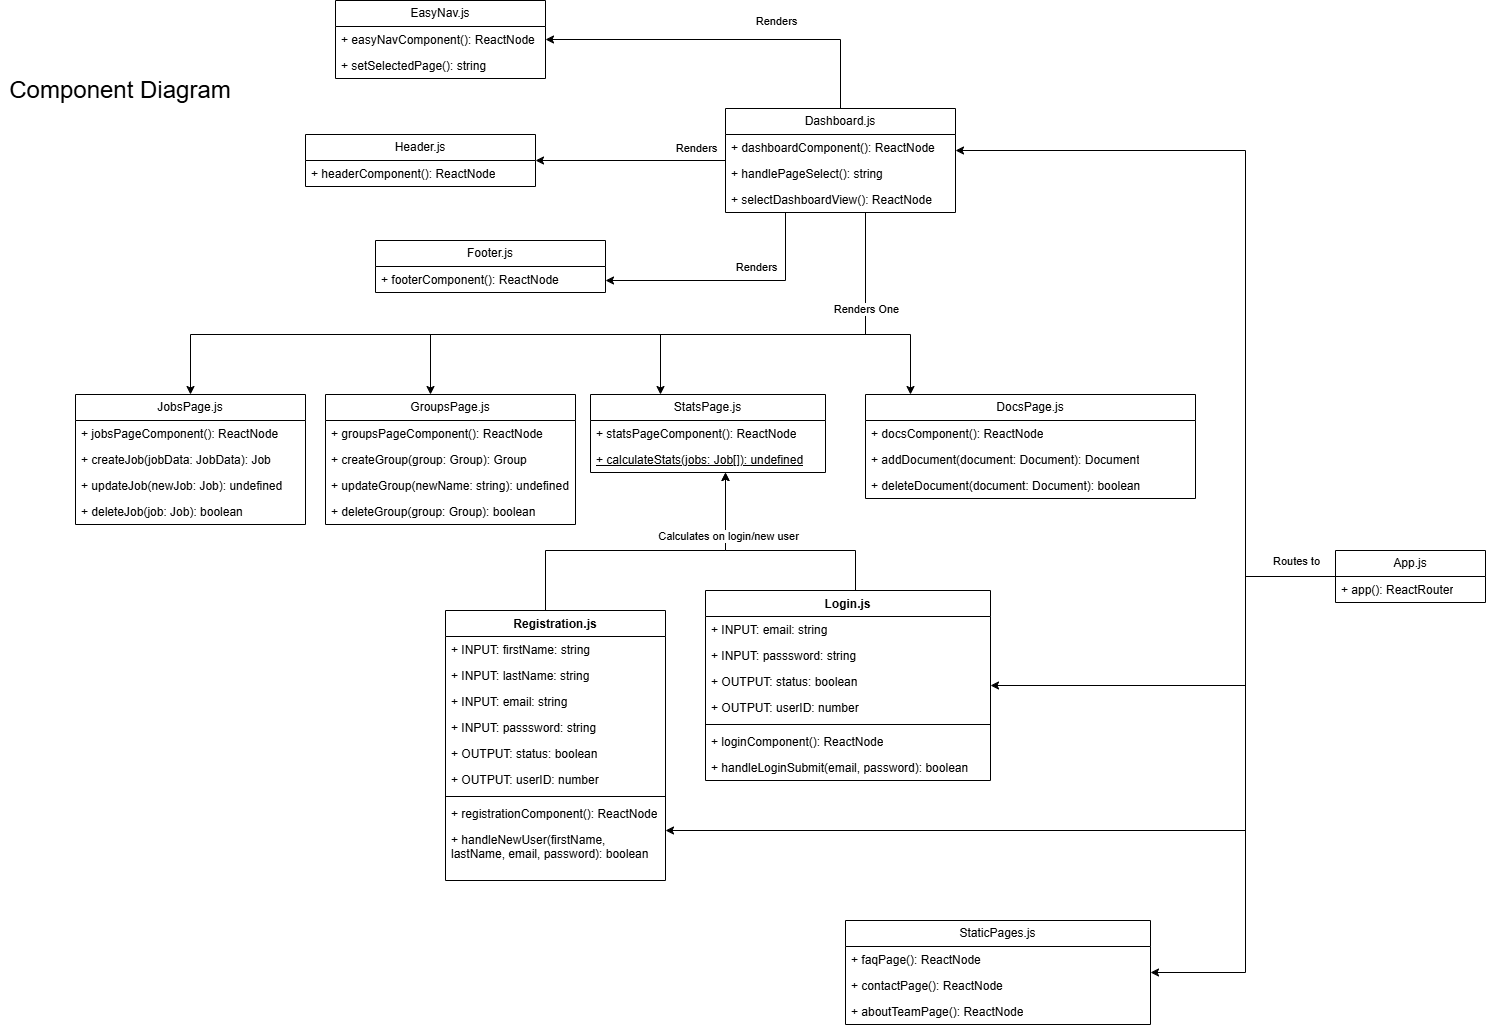 EasyNav.js
+ easyNavComponent(): ReactNode
+ setSelectedPage(): string
Renders
Component Diagram
Dashboard.js
+ dashboardComponent(): ReactNode
+ handlePageSelect(): string
+ selectDashboardView(): ReactNode
Header.js
+ headerComponent(): ReactNode
Renders
Footer.js
+ footerComponent(): ReactNode
Renders
Renders One
JobsPage.js
+ jobsPageComponent(): ReactNode
+ createJob(jobData: JobData): Job
+ updateJob(newJob: Job): undefined
+ deleteJob(job: Job): boolean
GroupsPage.js
+ groupsPageComponent(): ReactNode
+ createGroup(group: Group): Group
+ updateGroup(newName: string): undefined
+ deleteGroup(group: Group): boolean
StatsPage.js
+ statsPageComponent(): ReactNode
+ calculateStats(jobs: Job[]): undefined
DocsPage.js
+ docsComponent(): ReactNode
+ addDocument(document: Document): Document
+ deleteDocument(document: Document): boolean
Calculates on login/new user
Routes to
App.js
+ app(): ReactRouter
Registration.js
+ INPUT: firstName: string
+ INPUT: lastName: string
+ INPUT: email: string
+ INPUT: passsword: string
+ OUTPUT: status: boolean
+ OUTPUT: userID: number
+ registrationComponent(): ReactNode
+ handleNewUser(firstName,
lastName, email, password): boolean
Login.js
+ INPUT: email: string
+ INPUT: passsword: string
+ OUTPUT: status: boolean
+ OUTPUT: userID: number
+ loginComponent(): ReactNode
+ handleLoginSubmit(email, password): boolean
StaticPages.js
+ faqPage(): ReactNode
+ contactPage(): ReactNode
+ aboutTeamPage(): ReactNode